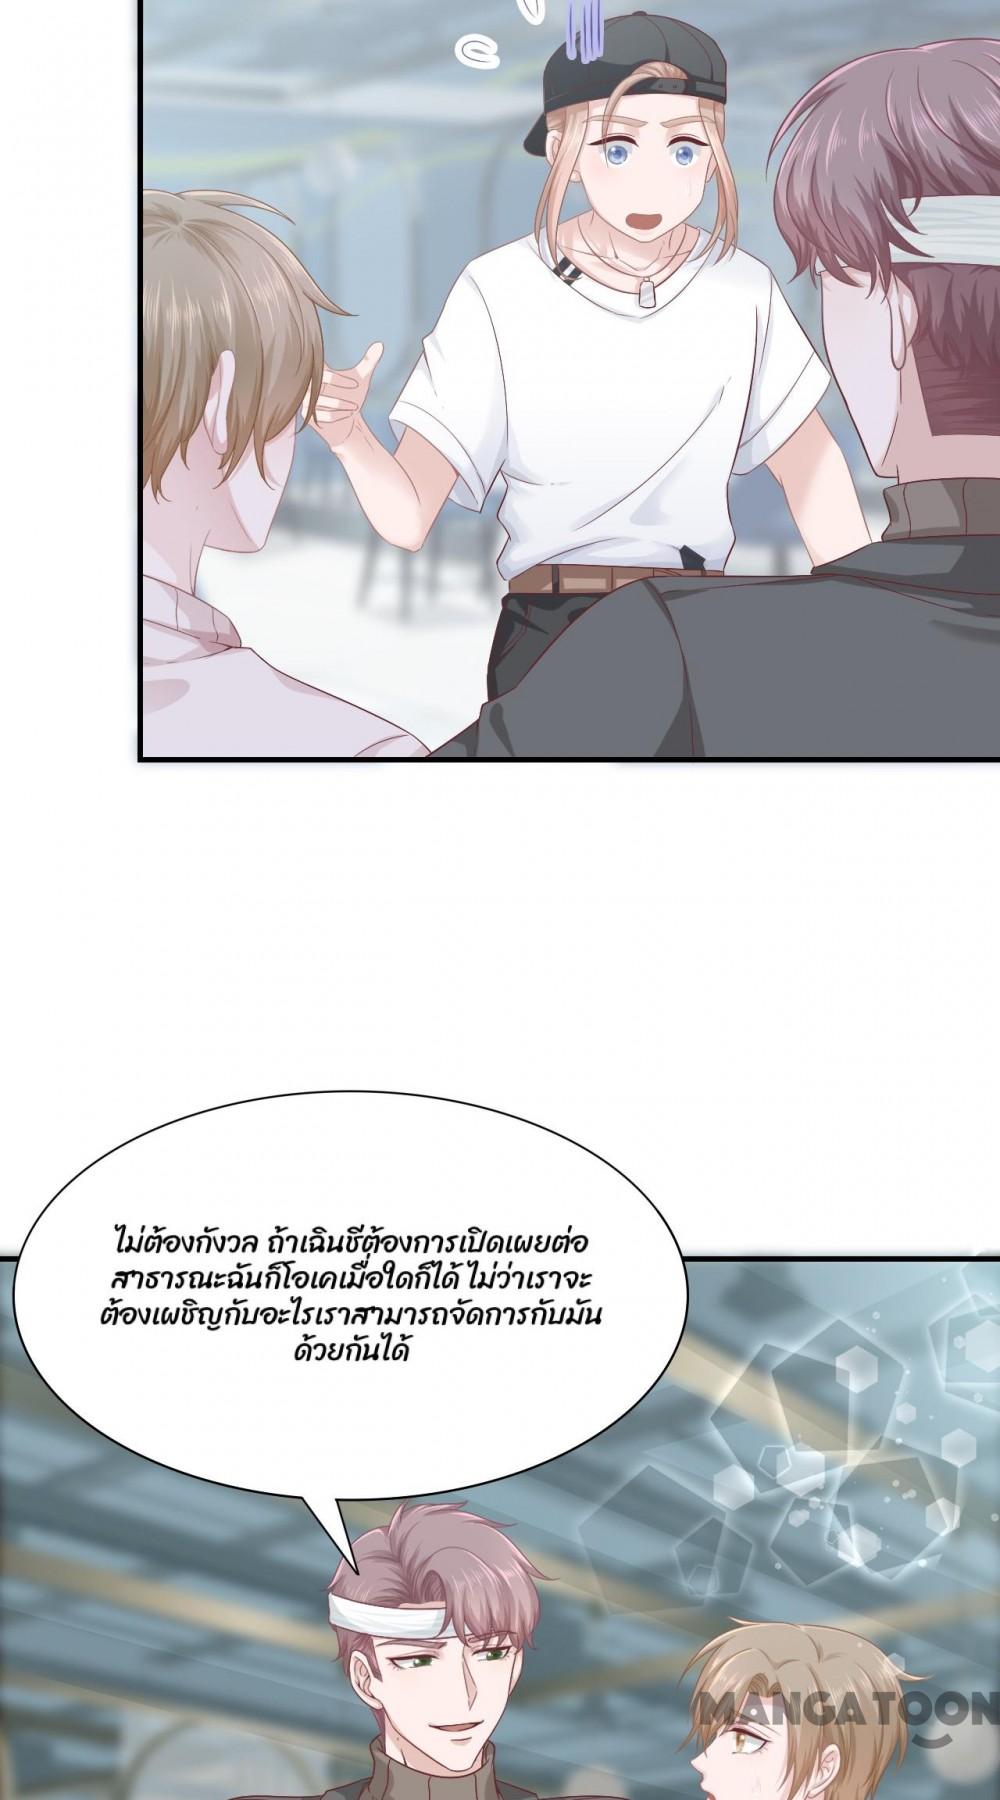 ไม่ต้องกังวล ถ้าเฉินชีต้องการเปิดเผยต่อ
สาธารณะฉันก็โอเคเมื่อใดก็ได้ ไม่ว่าเราจะ
ต้องเผชิญกับอะไรเราสามารถจัดการกับมัน
ด้วยกันได้
MANGATOON